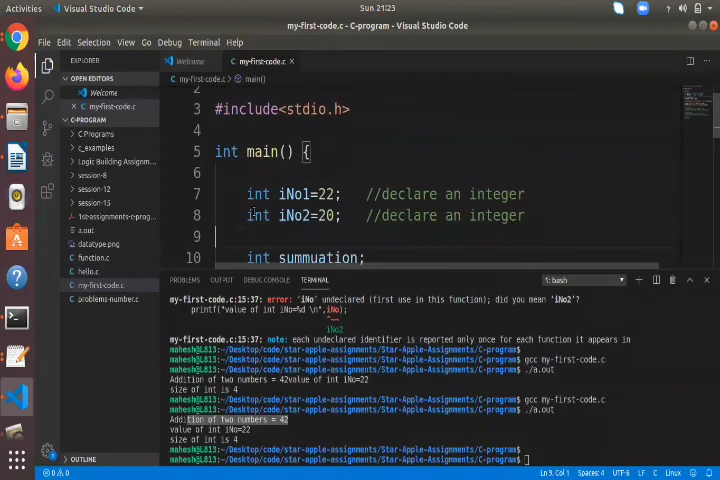 Activities Visual Studio Code Sun 21:23
my-first-code.c - C-program - Visual Studio Code
File Edit Selection View Go Debug Terminal Help
EXPLORER Welcome my-first-code.c
OPEN EDITORS my-first-code.c main()
Welcome
my-first-code.c
C-PROGRAM
C Programs
c_examples
Logic Building Assignm...
session-8
session-12
session-15
1st-assignments-c-prog...
a.out
datatype.png
function.c
hello.c
my-first-code.c
problems-number.c
OUTLINE
2
3 #include<stdio.h>
4
5 int main() {
6
7 int iNo1=22; //declare an integer
8 int iNo2=20; //declare an integer
9
10 int summuation;
PROBLEMS OUTPUT DEBUG CONSOLE TERMINAL 1: bash
my-first-code.c:15:37: error: 'iNo' undeclared (first use in this function); did you mean 'iNo2'?
printf("value of int iNo=%d \n",iNo);
^~~
iNo2
my-first-code.c:15:37: note: each undeclared identifier is reported only once for each function it appears in
mahesh@L813:~/Desktop/code/star-apple-assignments/Star-Apple-Assignments/C-program$
mahesh@L813:~/Desktop/code/star-apple-assignments/Star-Apple-Assignments/C-program$ gcc my-first-code.c
mahesh@L813:~/Desktop/code/star-apple-assignments/Star-Apple-Assignments/C-program$ ./a.out
Addition of two numbers = 42value of int iNo=22
size of int is 4
mahesh@L813:~/Desktop/code/star-apple-assignments/Star-Apple-Assignments/C-program$ gcc my-first-code.c
mahesh@L813:~/Desktop/code/star-apple-assignments/Star-Apple-Assignments/C-program$ ./a.out
Addition of two numbers = 42
value of int iNo=22
size of int is 4
mahesh@L813:~/Desktop/code/star-apple-assignments/Star-Apple-Assignments/C-program$
mahesh@L813:~/Desktop/code/star-apple-assignments/Star-Apple-Assignments/C-program$
0 0 Ln 9, Col 1 Spaces: 4 UTF-8 LF C Linux